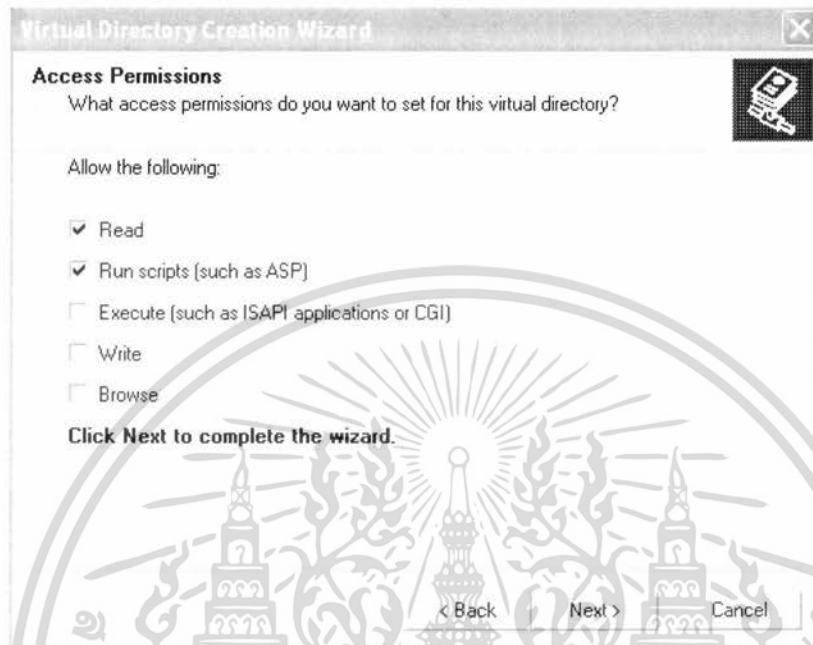 Virtual Directory Creation Wizard
Access Permissions
What access permissions do you want to set for this virtual directory?
Allow the following:
Read
Run scripts (such as ASP)
Execute (such as ISAPI applications or CGI)
Write
Browse
Click Next to complete the wizard.
< Back Next > Cancel